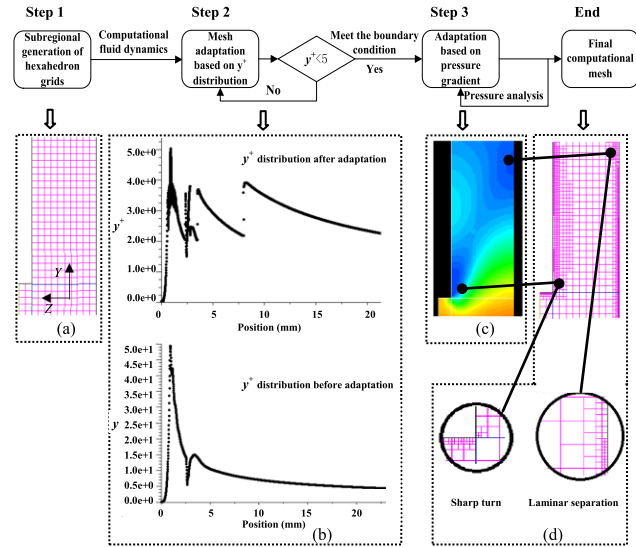 Step 1
Step 2
Step 3
End
Subregional
generation of
hexahedron
grids
Computational
fluid dynamics
Mesh
adaptation
based on y+
distribution
y+<5
No
Meet the boundary
condition
Yes
Adaptation
based on
pressure
gradient
Pressure analysis
Final
computational
mesh
Y
Z
(a)
y+ distribution after adaptation
y+
5.0e+0
4.0e+0
3.0e+0
2.0e+0
1.0e+0
0.0e+0
0
5
10
15
20
Position (mm)
y+ distribution before adaptation
y
5.0e+1
4.5e+1
4.0e+1
3.5e+1
3.0e+1
2.5e+1
2.0e+1
1.5e+1
1.0e+1
5.0e+0
0.0e+0
0
5
10
15
20
Position (mm)
(b)
(c)
Sharp turn
Laminar separation
(d)